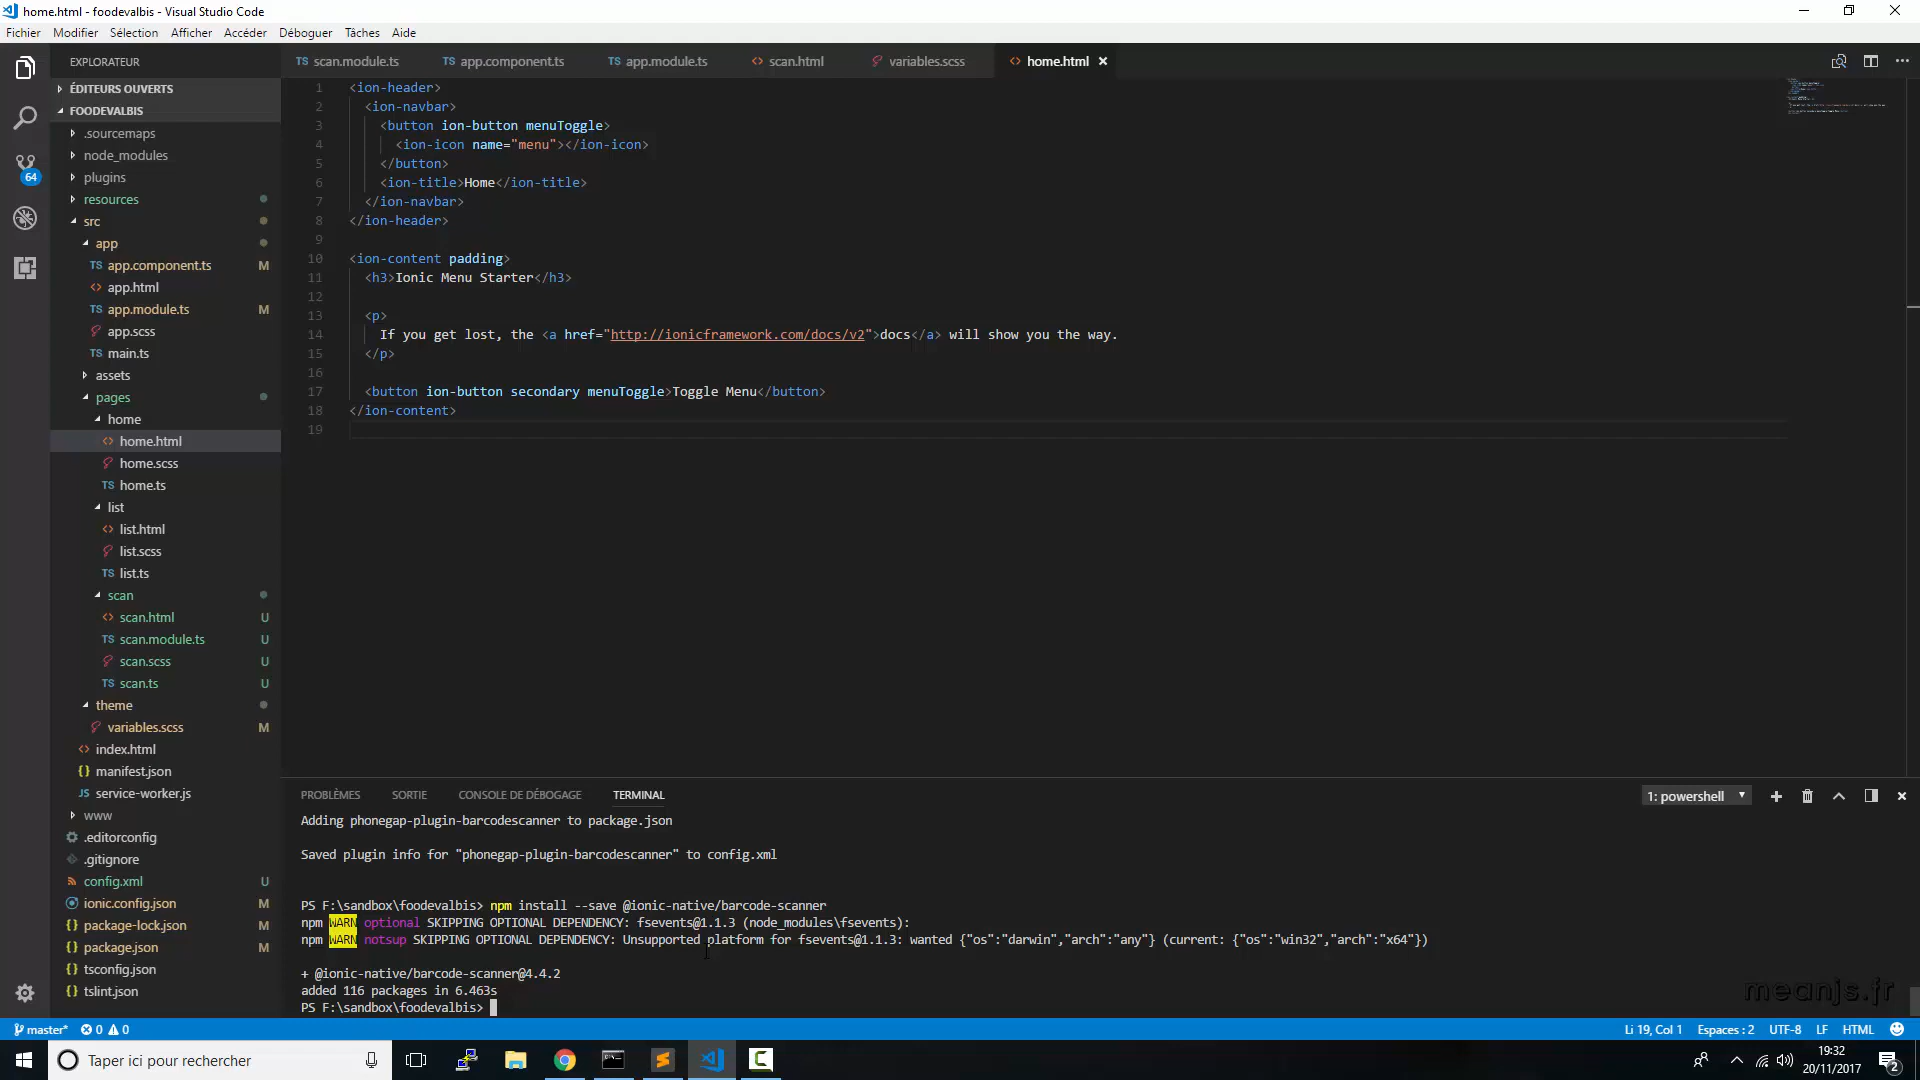 home.html - foodevalbis - Visual Studio Code
Fichier Modifier Sélection Afficher Accéder Déboguer Tâches Aide
EXPLORATEUR
ÉDITEURS OUVERTS
FOODEVALBIS
.sourcemaps
node_modules
plugins
resources
src
app
TS app.component.ts M
<> app.html
TS app.module.ts M
app.scss
TS main.ts
assets
pages
home
<> home.html
home.scss
TS home.ts
list
<> list.html
list.scss
TS list.ts
scan
<> scan.html U
TS scan.module.ts U
scan.scss U
TS scan.ts U
theme
variables.scss M
<> index.html
{} manifest.json
JS service-worker.js
www
.editorconfig
.gitignore
config.xml U
ionic.config.json M
{} package-lock.json M
{} package.json M
{} tsconfig.json
{} tslint.json
64
TS scan.module.ts TS app.component.ts TS app.module.ts <> scan.html variables.scss <> home.html
1 <ion-header>
2 <ion-navbar>
3 <button ion-button menuToggle>
4 <ion-icon name="menu"></ion-icon>
5 </button>
6 <ion-title>Home</ion-title>
7 </ion-navbar>
8 </ion-header>
9
10 <ion-content padding>
11 <h3>Ionic Menu Starter</h3>
12
13 <p>
14 If you get lost, the <a href="http://ionicframework.com/docs/v2">docs</a> will show you the way.
15 </p>
16
17 <button ion-button secondary menuToggle>Toggle Menu</button>
18 </ion-content>
19
PROBLÈMES SORTIE CONSOLE DE DÉBOGAGE TERMINAL 1: powershell
Adding phonegap-plugin-barcodescanner to package.json
Saved plugin info for "phonegap-plugin-barcodescanner" to config.xml
PS F:\sandbox\foodevalbis> npm install --save @ionic-native/barcode-scanner
npm WARN optional SKIPPING OPTIONAL DEPENDENCY: fsevents@1.1.3 (node_modules\fsevents):
npm WARN notsup SKIPPING OPTIONAL DEPENDENCY: Unsupported platform for fsevents@1.1.3: wanted {"os":"darwin","arch":"any"} (current: {"os":"win32","arch":"x64"})
+ @ionic-native/barcode-scanner@4.4.2
added 116 packages in 6.463s
PS F:\sandbox\foodevalbis>
meanjs.fr
master* 0 0 Li 19, Col 1 Espaces : 2 UTF-8 LF HTML
Taper ici pour rechercher
19:32
20/11/2017
2